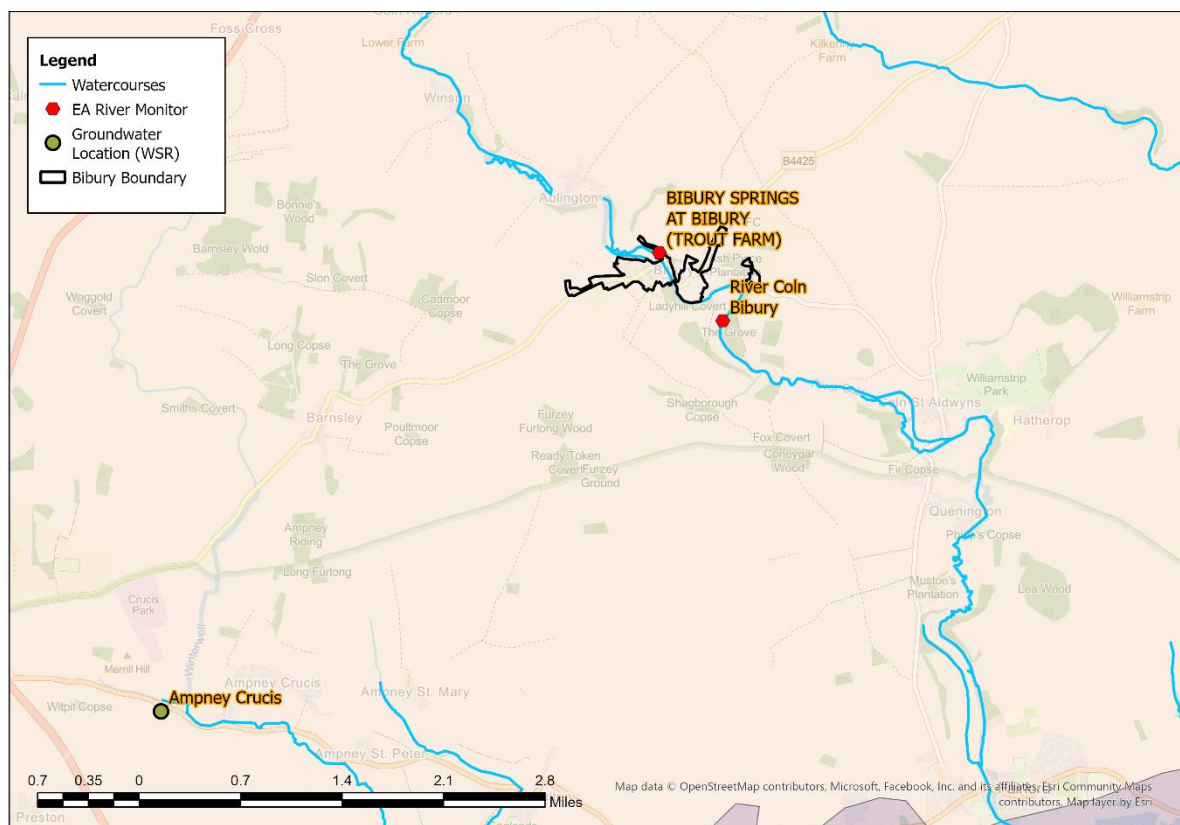 Foss Cross
Lower Farm
Kilkenny
Farm
Legend
Watercourses
EA River Monitor
Groundwater
Location (WSR)
Bibury Boundary
Winson
B4425
Ablington
BIBURY SPRINGS
AT BIBURY
(TROUT FARM)
Bonnie's
Wood
Barnsley Wold
Slon Covert
Plantation
River Coln
Bibury
Ladyhill Covert
The Grove
Woggold
Covert
Cadmoor
Copse
Williamstrip
Farm
Long Copse
The Grove
Williamstrip
Park
Smiths Covert
Barnsley
Poultmoor
Copse
Shagborough
Copse
St Aldwyns
Hatherop
Furzey
Furlong Wood
Fox Covert
Coneygar
Wood
Ready Token
Covert
Furzey
Ground
Fir Copse
Quenington
Ampney
Riding
Long Furlong
Mustoe's
Plantation
Lea Wood
Crucis
Park
Winterwell
Merrill Hill
Ampney Crucis
Ampney Crucis
Ampney St. Mary
Witpit Copse
Ampney St. Peter
0.7 0.35 0 0.7 1.4 2.1 2.8
Miles
Map data © OpenStreetMap contributors, Microsoft, Facebook, Inc. and its affiliates, Esri Community Maps
contributors, Map layer by Esri
Preston